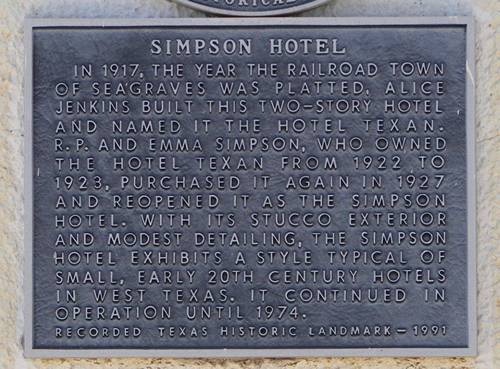 SIMPSON HOTEL
IN 1917, THE YEAR THE RAILROAD TOWN
OF SEAGRAVES WAS PLATTED, ALICE
JENKINS BUILT THIS TWO-STORY HOTEL
AND NAMED IT THE HOTEL TEXAN.
R.P. AND EMMA SIMPSON, WHO OWNED
THE HOTEL TEXAN FROM 1922 TO
1923, PURCHASED IT AGAIN IN 1927
AND REOPENED IT AS THE SIMPSON
HOTEL. WITH ITS STUCCO EXTERIOR
AND MODEST DETAILING, THE SIMPSON
HOTEL EXHIBITS A STYLE TYPICAL OF
SMALL, EARLY 20TH CENTURY HOTELS
IN WEST TEXAS. IT CONTINUED IN
OPERATION UNTIL 1974.
RECORDED TEXAS HISTORIC LANDMARK – 1991